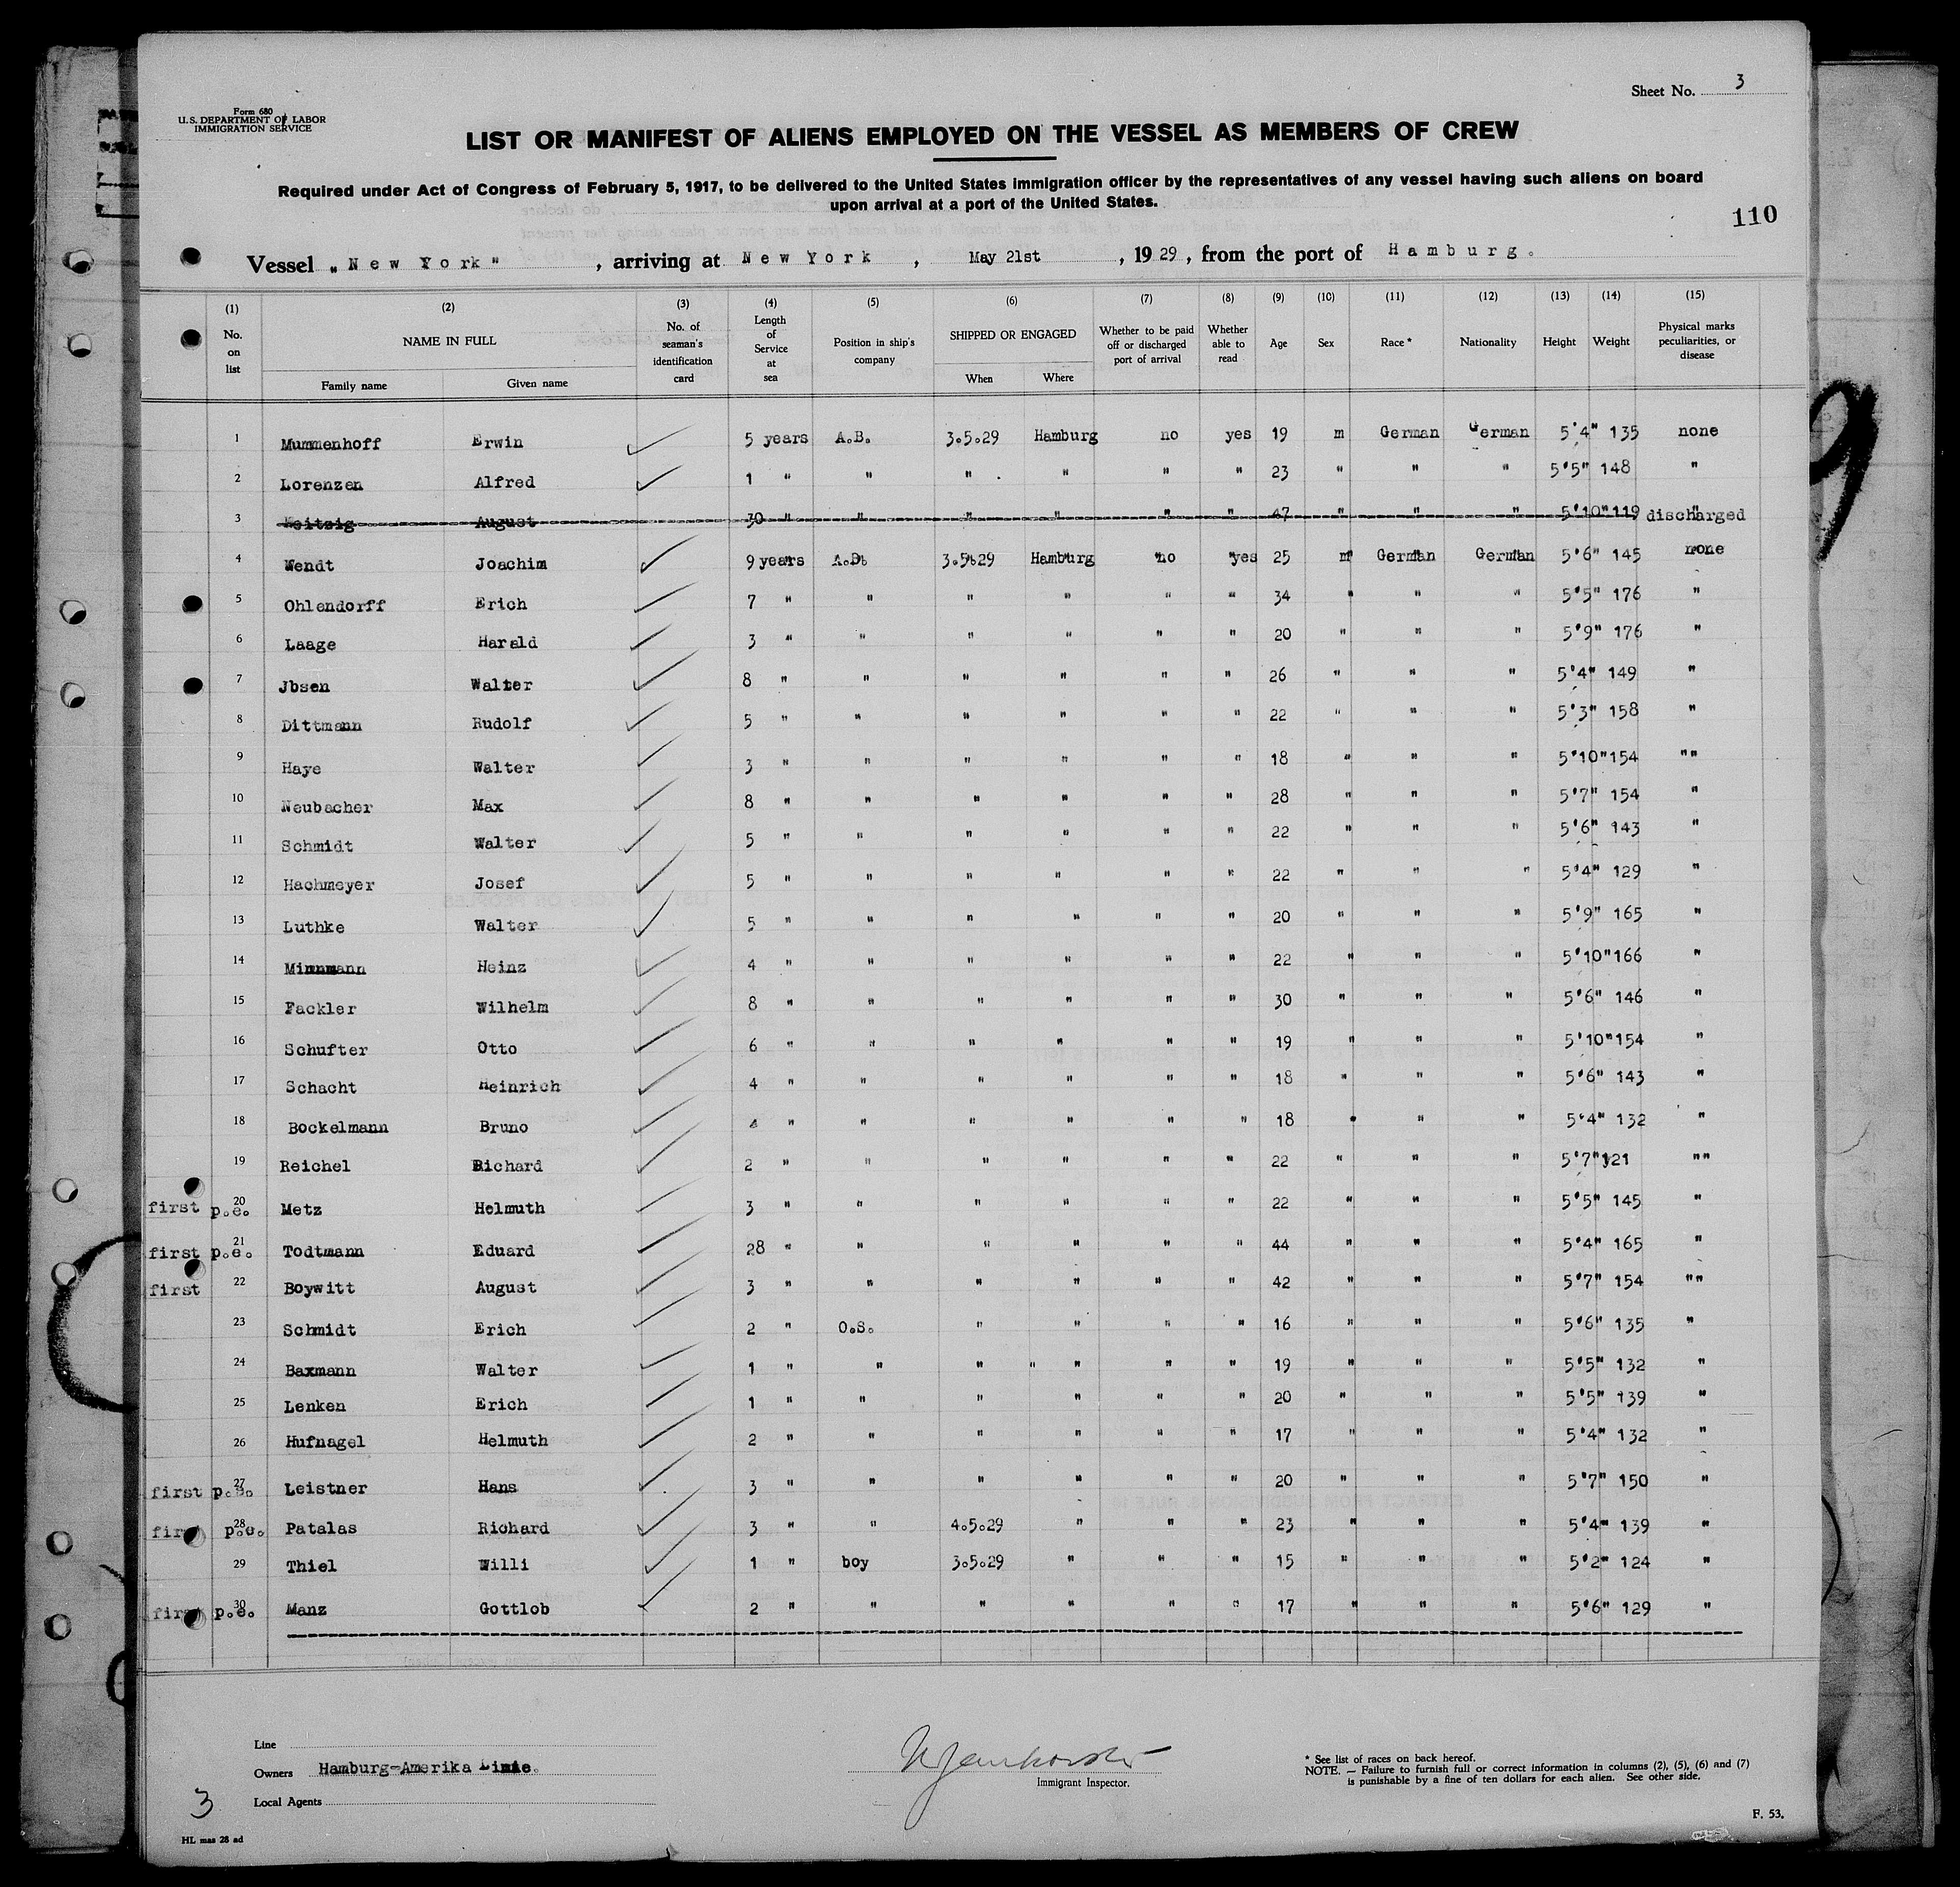 Sheet No. 3
Form 680
U.S. DEPARTMENT OF LABOR
IMMIGRATION SERVICE
LIST OR MANIFEST OF ALIENS EMPLOYED ON THE VESSEL AS MEMBERS OF CREW
Required under Act of Congress of February 5, 1917, to be delivered to the United States immigration officer by the representatives of any vessel having such aliens on board
upon arrival at a port of the United States.
110
Vessel „New York" , arriving at New York , May 21st , 1929 , from the port of Hamburg.
(1) (2) (3) (4) (5) (6) (7) (8) (9) (10) (11) (12) (13) (14) (15)
No. on list NAME IN FULL Family name Given name No. of seaman's identification card Length of Service at sea Position in ship's company SHIPPED OR ENGAGED When Where Whether to be paid off or discharged port of arrival Whether able to read Age Sex Race * Nationality Height Weight Physical marks peculiarities, or disease
1 Mummenhoff Erwin 5 years A.B. 3.5.29 Hamburg no yes 19 m German German 5'4" 135 none
2 Lorenzen Alfred 1 " " " " " " 23 " " " 5'5" 148 "
3 August 30 " " " " " " 47 " " " 5'10" 119 discharged
4 Wendt Joachim 9 years A.B. 3.5.29 Hamburg no yes 25 m German German 5'6" 145 none
5 Ohlendorff Erich 7 " " " " " " 34 " " " 5'5" 176 "
6 Laage Harald 3 " " " " " " 20 " " " 5'9" 176 "
7 Jbsen Walter 8 " " " " " " 26 " " " 5'4" 149 "
8 Dittmann Rudolf 5 " " " " " " 22 " " " 5'3" 158 "
9 Haye Walter 3 " " " " " " 18 " " " 5'10" 154 ""
10 Neubacher Max 8 " " " " " " 28 " " " 5'7" 154 "
11 Schmidt Walter 5 " " " " " " 22 " " " 5'6" 143 "
12 Hachmeyer Josef 5 " " " " " " 22 " " " 5'4" 129 "
13 Luthke Walter 5 " " " " " " 20 " " " 5'9" 165 "
14 Heinz 4 " " " " " " 22 " " " 5'10" 166 "
15 Fackler Wilhelm 8 " " " " " " 30 " " " 5'6" 146 "
16 Schufter Otto 6 " " " " " " 19 " " " 5'10" 154 "
17 Schacht Heinrich 4 " " " " " " 18 " " " 5'6" 143 "
18 Bockelmann Bruno 4 " " " " " " 18 " " " 5'4" 132 "
19 Reichel Richard 2 " " " " " " 22 " " " 5'7" 121 ""
first p.e. 20 Metz Helmuth 3 " " " " " " 22 " " " 5'5" 145 "
first p.e. 21 Todtmann Eduard 28 " " " " " " 44 " " " 5'4" 165 "
first 22 Boywitt August 3 " " " " " " 42 " " " 5'7" 154 ""
23 Schmidt Erich 2 " O.S. " " " " 16 " " " 5'6" 135 "
24 Baxmann Walter 1 " " " " " " " 19 " " " 5'5" 132 "
25 Lenken Erich 1 " " " " " " 20 " " " 5'5" 139 "
26 Hufnagel Helmuth 2 " " " " " " 17 " " " 5'4" 132 "
first p.e. 27 Leistner Hans 3 " " " " " " 20 " " " 5'7" 150 "
first p.e. 28 Patalas Richard 3 " " 4.5.29 " " " 23 " " " 5'4" 139 "
29 Thiel Willi 1 " boy 3.5.29 " " " 15 " " " 5'2" 124 "
first p.e. 30 Manz Gottlob 2 " " " " " " 17 " " " 5'6" 129 "
Line
Owners Hamburg-Amerika Linie.
Local Agents
Immigrant Inspector.
* See list of races on back hereof.
NOTE. — Failure to furnish full or correct information in columns (2), (5), (6) and (7)
is punishable by a fine of ten dollars for each alien. See other side.
3
F. 53.
HL mas 28 ad